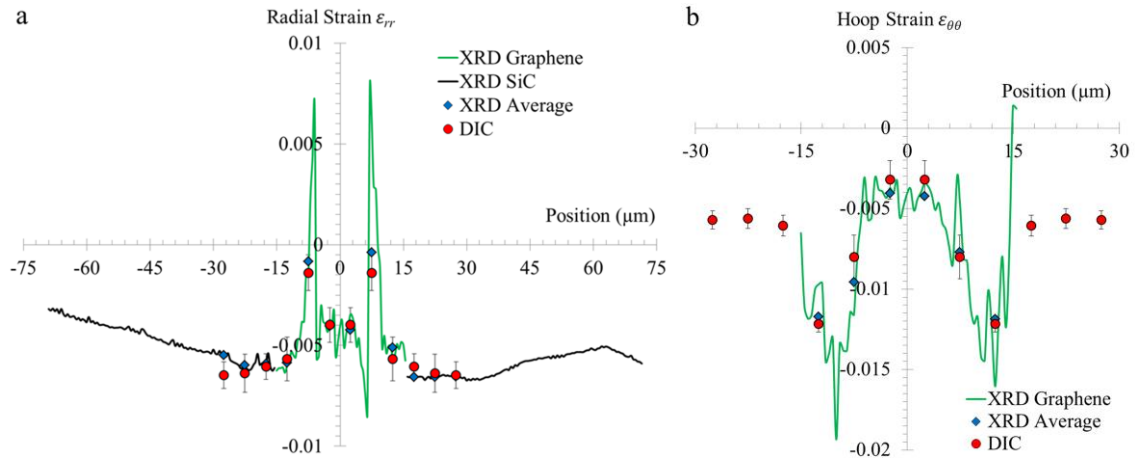 a
Radial Strain εrr
0.01
XRD Graphene
XRD SiC
XRD Average
DIC
0.005
Position (µm)
0
-75 -60 -45 -30 -15 0 15 30 45 60 75
-0.005
-0.01
b
Hoop Strain εθθ
0.005
Position (µm)
0
-30 -15 0 15 30
-0.005
-0.01
-0.015
XRD Graphene
XRD Average
DIC
-0.02